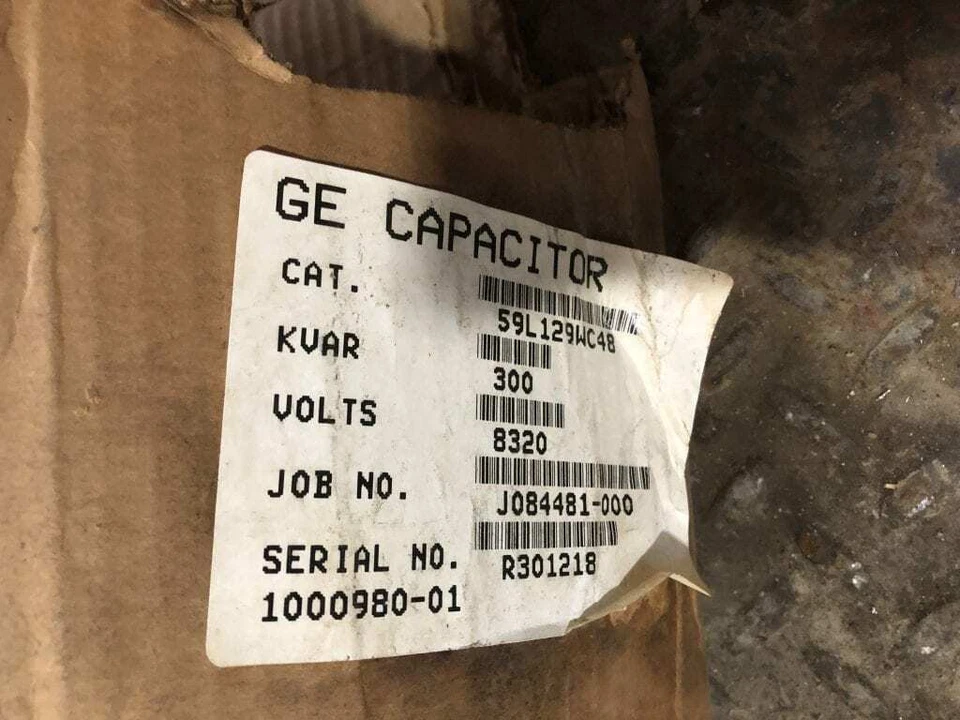 GE CAPACITOR
CAT. 59L129WC48
KVAR 300
VOLTS 8320
JOB NO. J084481-000
SERIAL NO. R301218
1000980-01